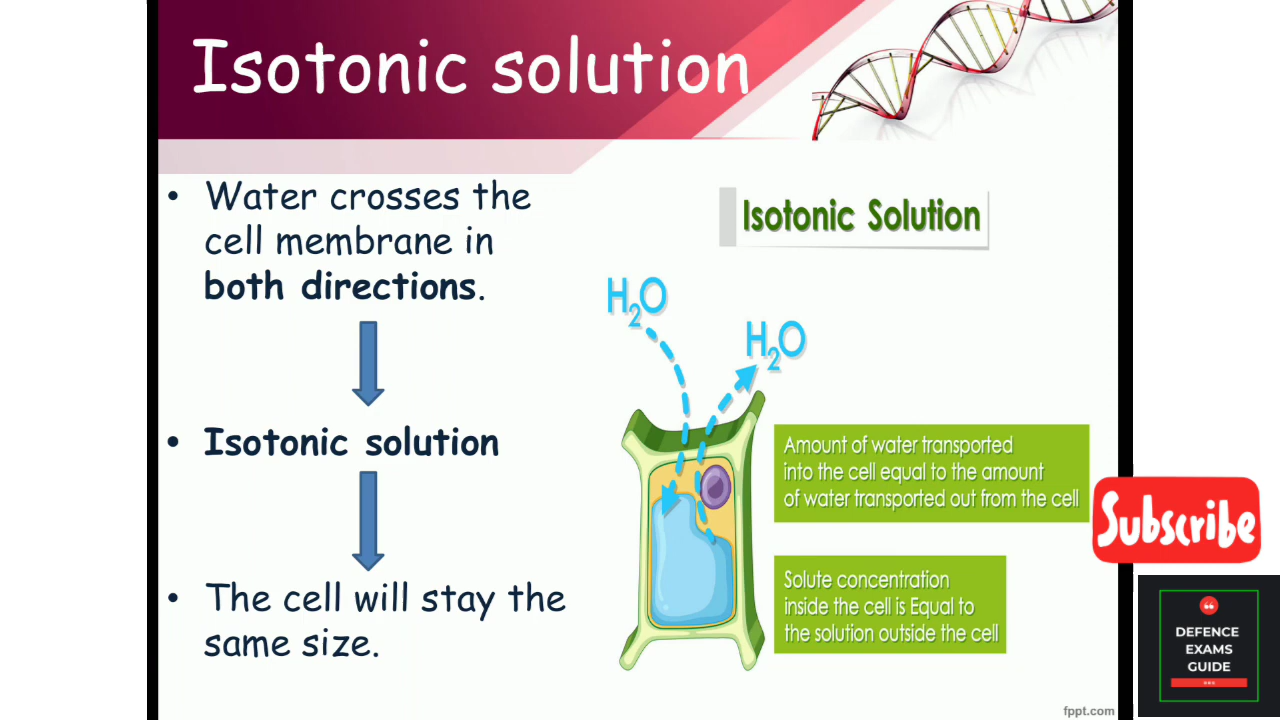 Isotonic solution
• Water crosses the
cell membrane in
both directions.
• Isotonic solution
• The cell will stay the
same size.
Isotonic Solution
H₂O
H₂O
Amount of water transported
into the cell equal to the amount
of water transported out from the cell
Solute concentration
inside the cell is Equal to
the solution outside the cell
Subscribe
DEFENCE
EXAMS
GUIDE
fppt.com